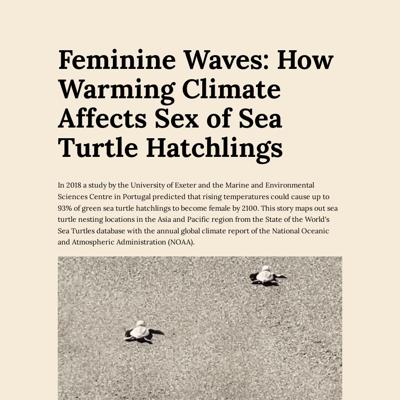 Feminine Waves: How
Warming Climate
Affects Sex of Sea
Turtle Hatchlings
In 2018 a study by the University of Exeter and the Marine and Environmental
Sciences Centre in Portugal predicted that rising temperatures could cause up to
93% of green sea turtle hatchlings to become female by 2100. This story maps out sea
turtle nesting locations in the Asia and Pacific region from the State of the World's
Sea Turtles database with the annual global climate report of the National Oceanic
and Atmospheric Administration (NOAA).